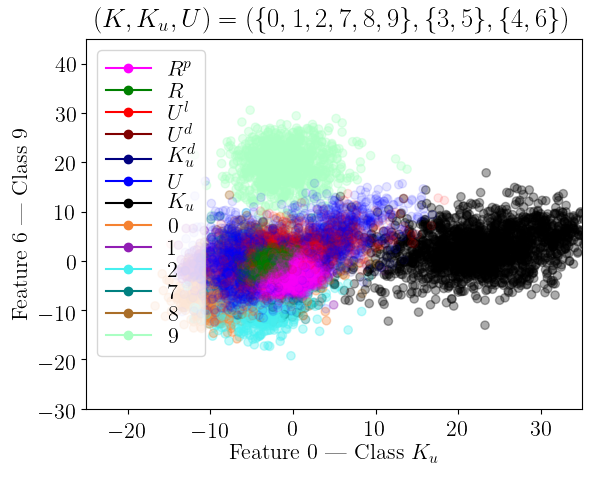 (K, K_u, U) = ({0, 1, 2, 7, 8, 9}, {3, 5}, {4, 6})
Feature 6 — Class 9
40
30
20
10
0
−10
−20
−30
R^p
R
U^l
U^d
K_u^d
U
K_u
0
1
2
7
8
9
−20 −10 0 10 20 30
Feature 0 — Class K_u